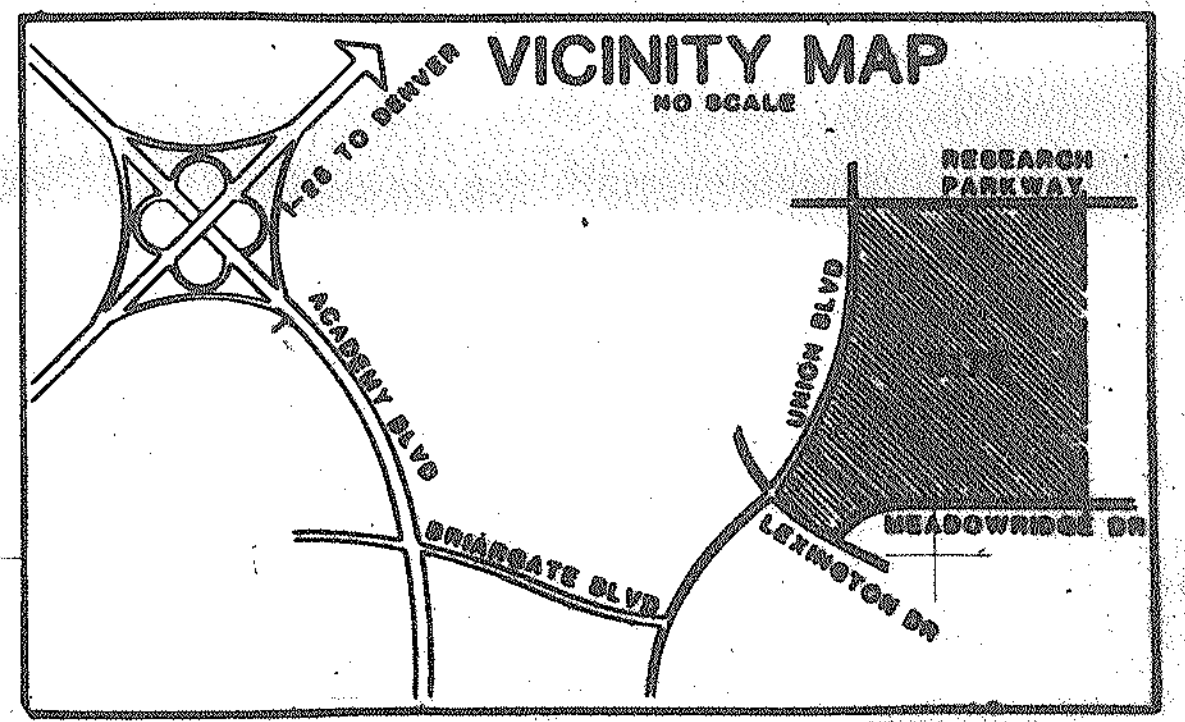 VICINITY MAP
NO SCALE
I-25 TO DENVER
RESEARCH
PARKWAY
UNION BLVD
ACADEMY BLVD
BRIARGATE BLVD
LEXINGTON DR
MEADOWRIDGE DR